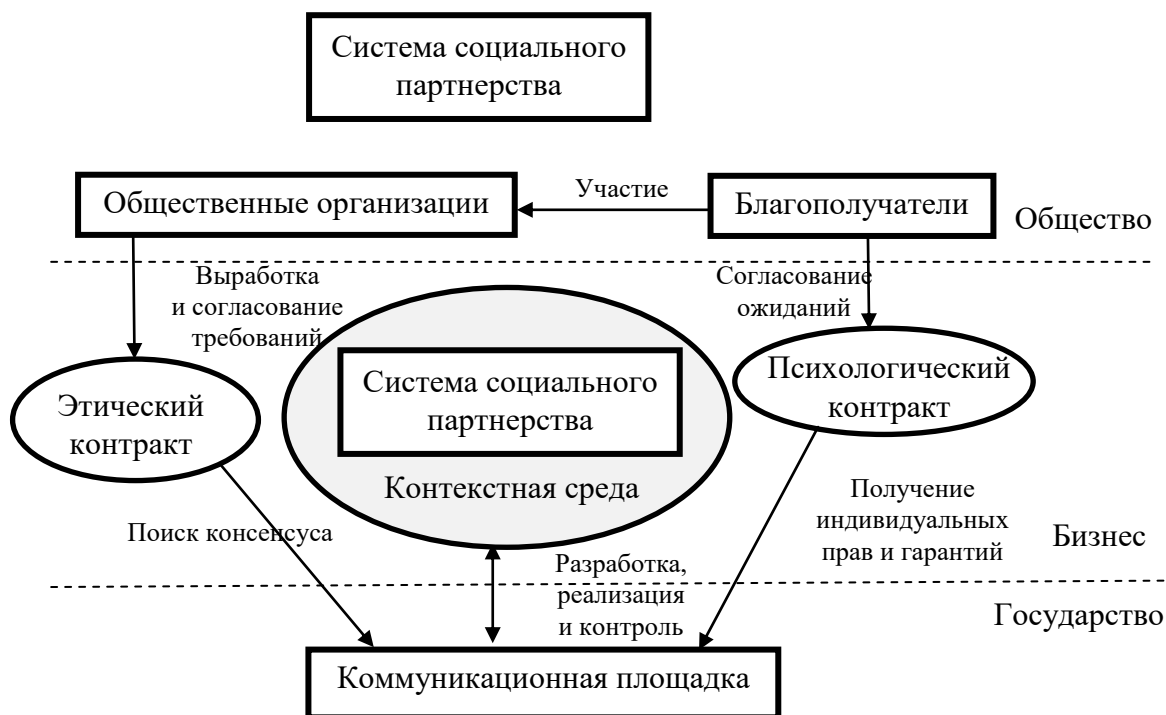 Система социального
партнерства
Участие
Общественные организации
Благополучатели
Общество
Выработка
и согласование
требований
Согласование
ожиданий
Система социального
партнерства
Психологический
контракт
Этический
контракт
Контекстная среда
Поиск консенсуса
Получение
индивидуальных
прав и гарантий
Бизнес
Разработка,
реализация
и контроль
Государство
Коммуникационная площадка